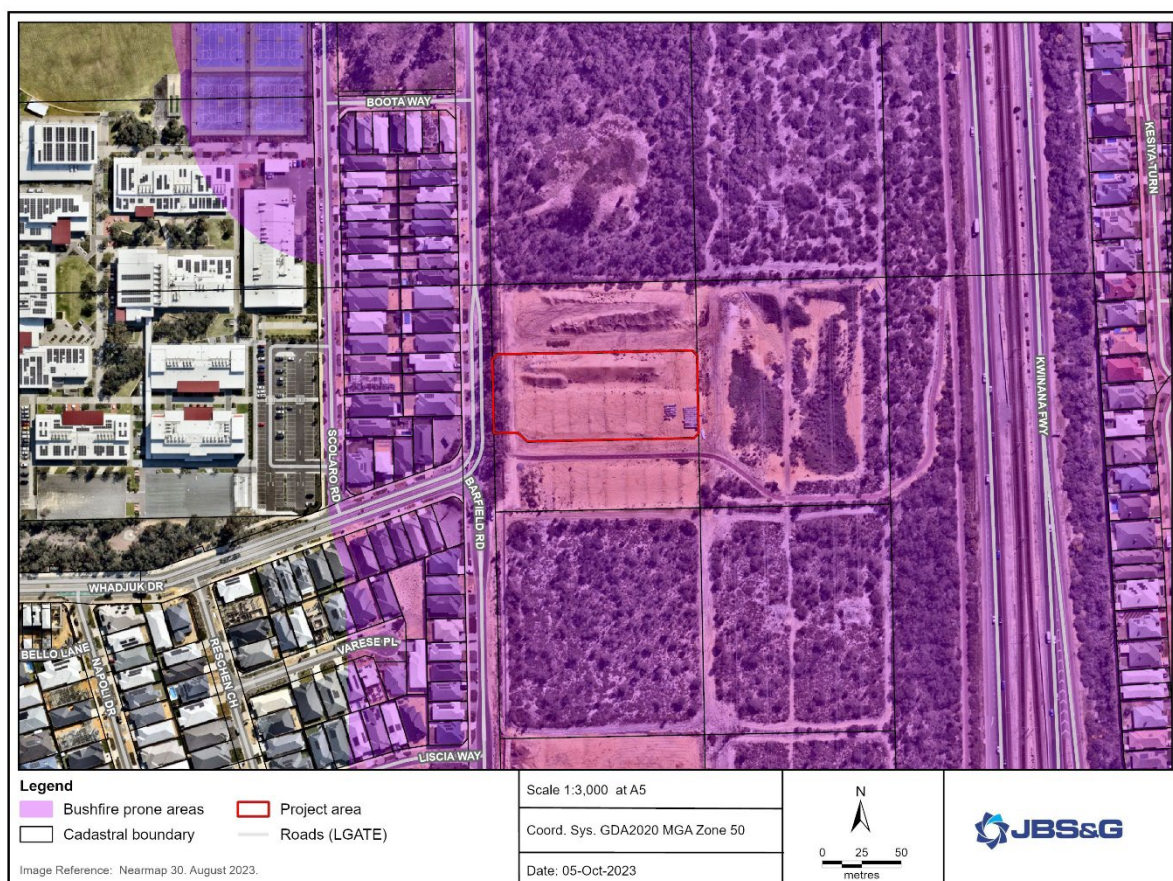 BOOTA WAY
KESIYA TURN
SCOLARO RD
BARFIELD RD
KWINANA FWY
WHADJUK DR
BELLO LANE
NAPOLI DR
RESCHEN CH
VARESE PL
LISCIA WAY
Legend
Bushfire prone areas
Project area
Cadastral boundary
Roads (LGATE)
Image Reference: Nearmap 30. August 2023.
Scale 1:3,000 at A5
Coord. Sys. GDA2020 MGA Zone 50
Date: 05-Oct-2023
N
0 25 50
metres
JBS&G